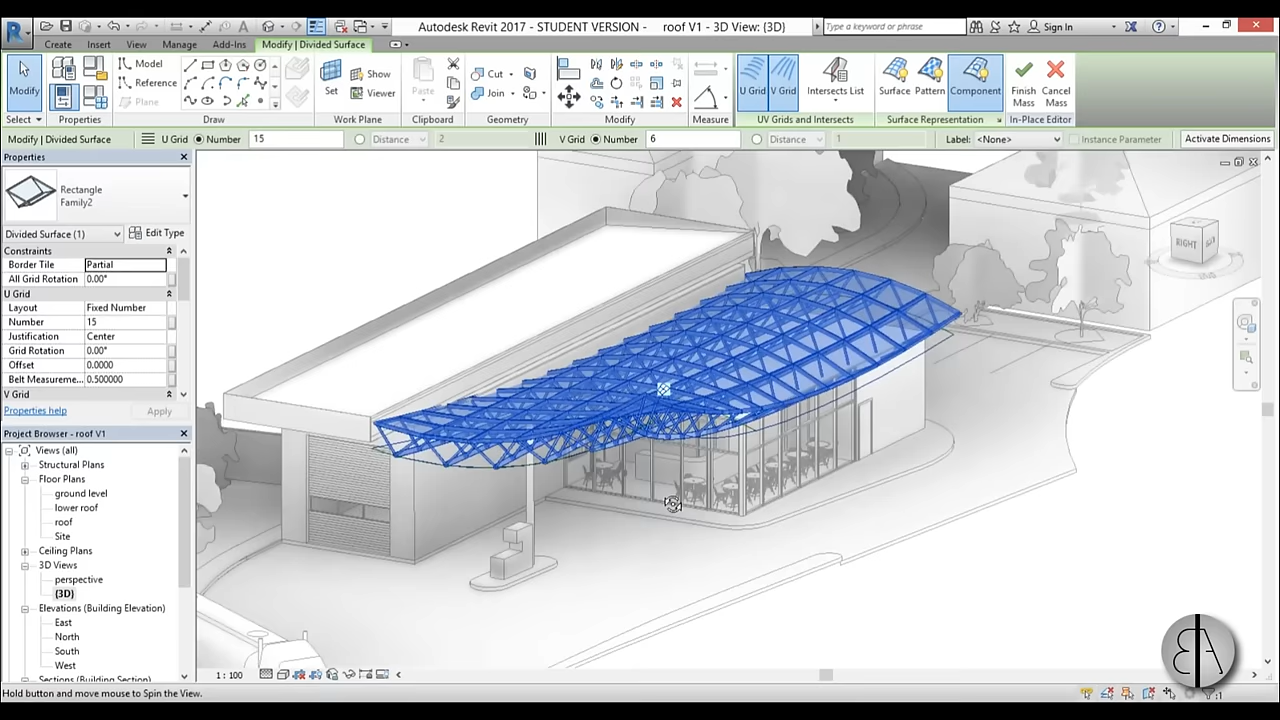 Autodesk Revit 2017 - STUDENT VERSION - roof V1 - 3D View: {3D}
Type a keyword or phrase
Sign In
Create Insert View Manage Add-Ins Modify | Divided Surface
Modify
Model
Reference
Plane
Set
Show
Viewer
Paste
Cut
Join
U Grid
V Grid
Intersects List
Surface
Pattern
Component
Finish Mass
Cancel Mass
Select Properties Draw Work Plane Clipboard Geometry Modify Measure UV Grids and Intersects Surface Representation In-Place Editor
Modify | Divided Surface U Grid Number 15 Distance 2 V Grid Number 6 Distance 1 Label: <None> Instance Parameter Activate Dimensions
Properties
Rectangle
Family2
Divided Surface (1) Edit Type
Constraints
Border Tile Partial
All Grid Rotation 0.00°
U Grid
Layout Fixed Number
Number 15
Justification Center
Grid Rotation 0.00°
Offset 0.0000
Belt Measureme... 0.500000
V Grid
Properties help Apply
Project Browser - roof V1
Views (all)
Structural Plans
Floor Plans
ground level
lower roof
roof
Site
Ceiling Plans
3D Views
perspective
{3D}
Elevations (Building Elevation)
East
North
South
West
Sections (Building Section)
RIGHT
1 : 100
Hold button and move mouse to Spin the View.
:1